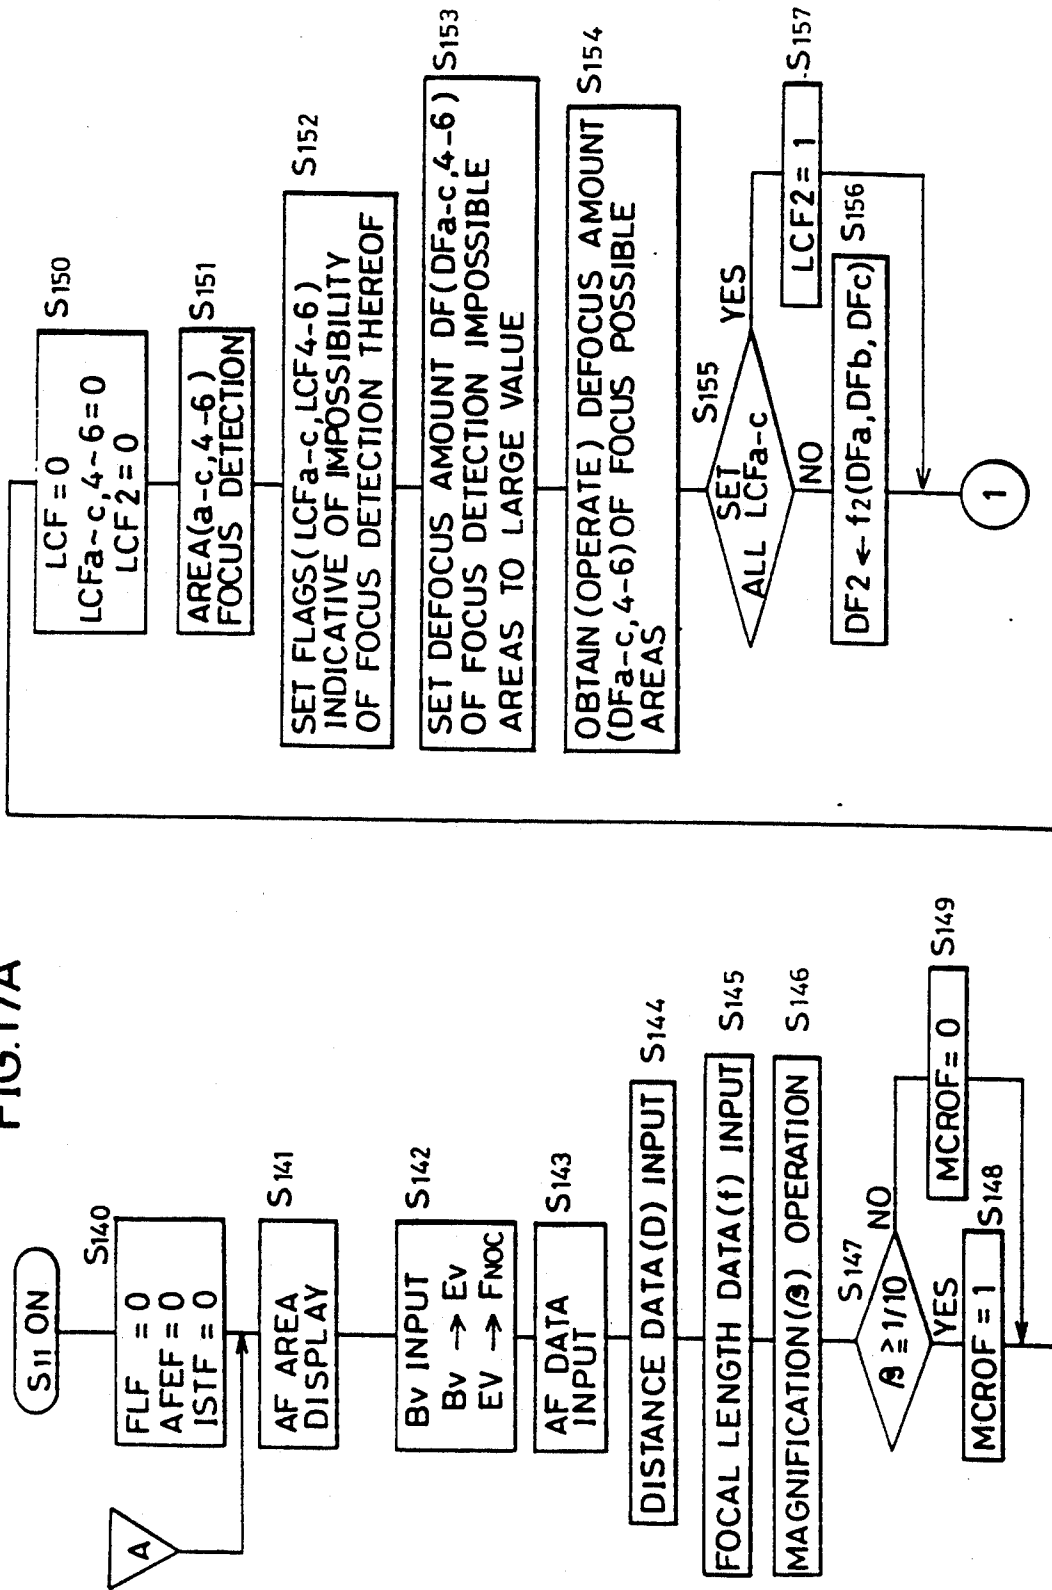 FIG.17A
S11 ON
S140
FLF = 0
AFEF = 0
ISTF = 0
A
S141
AF AREA
DISPLAY
S142
BV INPUT
BV → EV
EV → FNOC
S143
AF DATA
INPUT
DISTANCE DATA(D) INPUT
S144
FOCAL LENGTH DATA(f) INPUT
S145
MAGNIFICATION(β) OPERATION
S146
S147
β ≧ 1/10
NO
YES
MCROF = 1
S148
MCROF = 0
S149
LCF = 0
LCFa~c,4~6=0
LCF2=0
S150
AREA(a-c,4-6)
FOCUS DETECTION
S151
SET FLAGS(LCFa-c,LCF4-6)
INDICATIVE OF IMPOSSIBILITY
OF FOCUS DETECTION THEREOF
S152
SET DEFOCUS AMOUNT DF(DFa-c,4-6)
OF FOCUS DETECTION IMPOSSIBLE
AREAS TO LARGE VALUE
S153
OBTAIN(OPERATE) DEFOCUS AMOUNT
(DFa-c,4-6)OF FOCUS POSSIBLE
AREAS
S154
S155
SET
ALL LCFa-c
YES
NO
DF2 ← f2(DFa,DFb,DFc)
S156
LCF2 = 1
S157
1